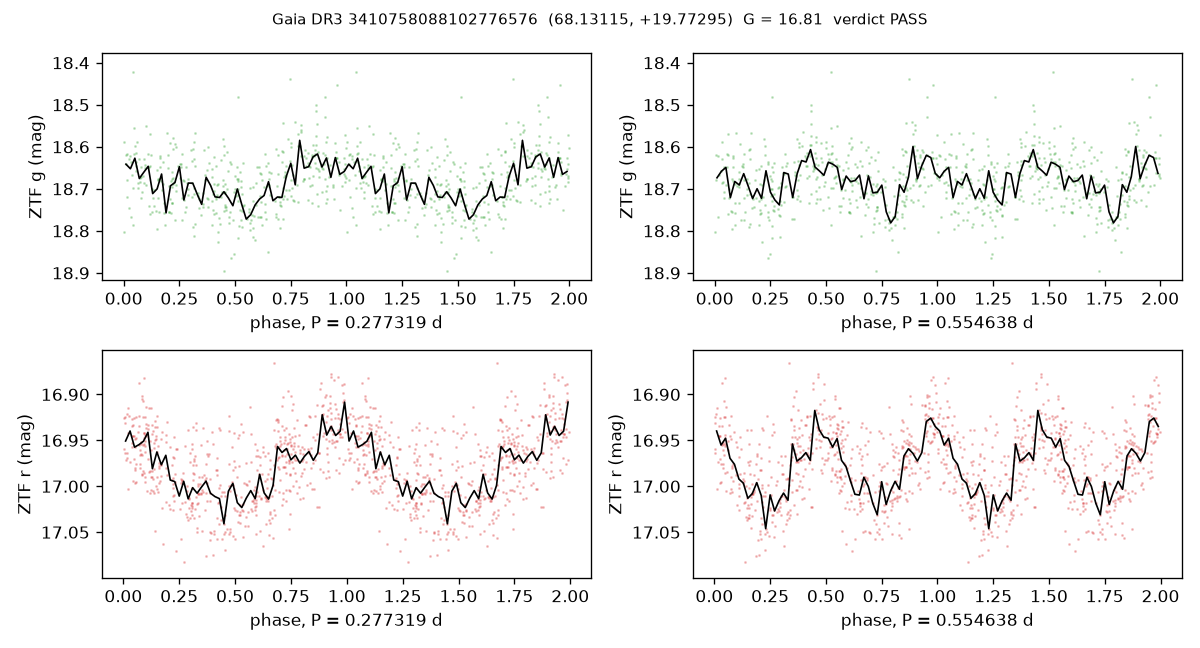 Gaia DR3 3410758088102776576  (68.13115, +19.77295)  G = 16.81  verdict PASS
ZTF g (mag)
18.4
18.5
18.6
18.7
18.8
18.9
0.00 0.25 0.50 0.75 1.00 1.25 1.50 1.75 2.00
phase, P = 0.277319 d
ZTF g (mag)
18.4
18.5
18.6
18.7
18.8
18.9
0.00 0.25 0.50 0.75 1.00 1.25 1.50 1.75 2.00
phase, P = 0.554638 d
ZTF r (mag)
16.90
16.95
17.00
17.05
0.00 0.25 0.50 0.75 1.00 1.25 1.50 1.75 2.00
phase, P = 0.277319 d
ZTF r (mag)
16.90
16.95
17.00
17.05
0.00 0.25 0.50 0.75 1.00 1.25 1.50 1.75 2.00
phase, P = 0.554638 d